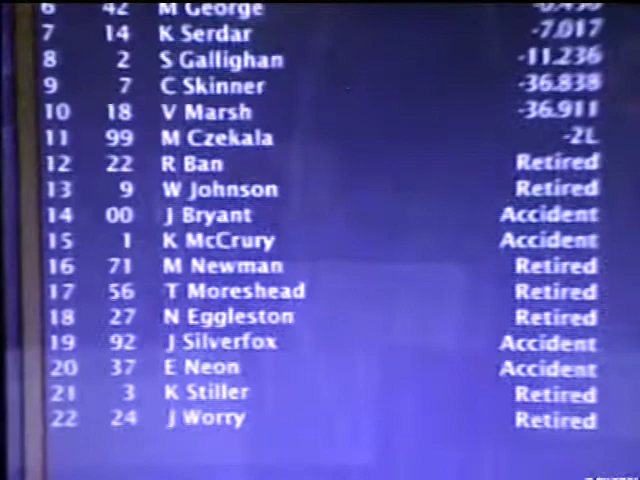 6 42 M George
7 14 K Serdar -7.017
8 2 S Gallighan -11.236
9 7 C Skinner -36.838
10 18 V Marsh -36.911
11 99 M Czekala -2L
12 22 R Ban Retired
13 9 W Johnson Retired
14 00 J Bryant Accident
15 1 K McCrury Accident
16 71 M Newman Retired
17 56 T Moreshead Retired
18 27 N Eggleston Retired
19 92 J Silverfox Accident
20 37 E Neon Accident
21 3 K Stiller Retired
22 24 J Worry Retired